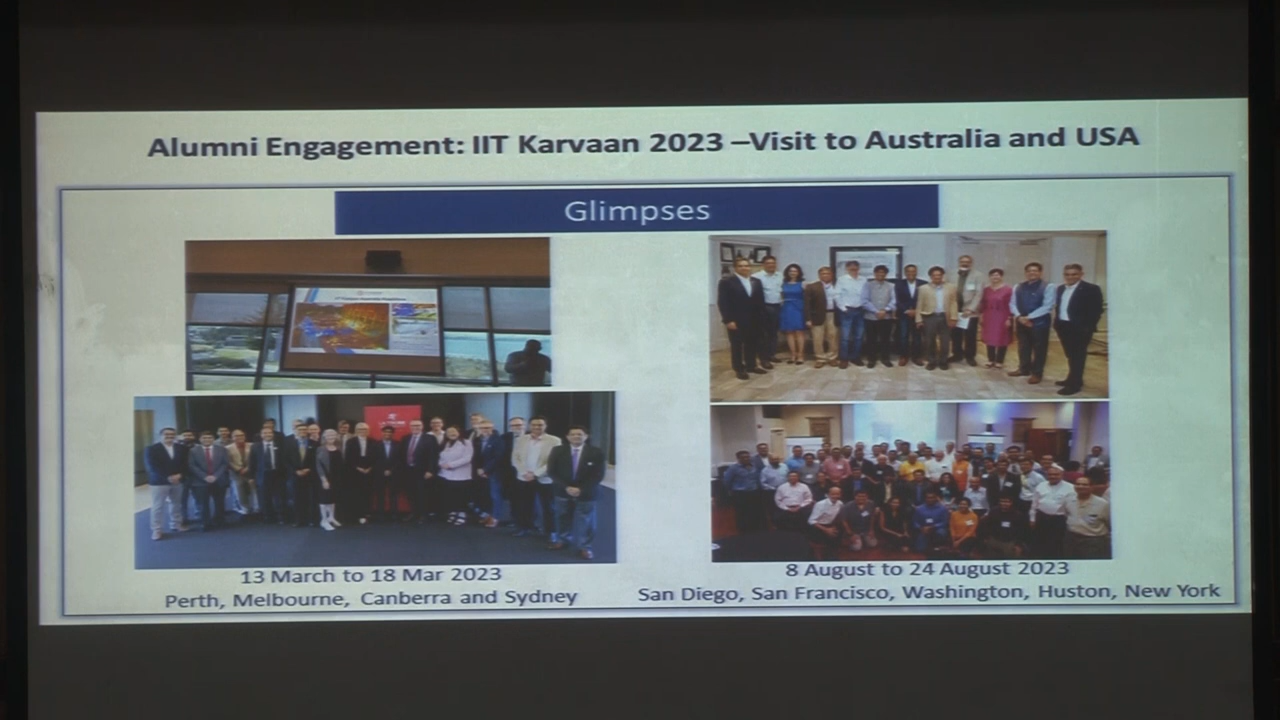 Alumni Engagement: IIT Karvaan 2023 –Visit to Australia and USA
Glimpses
13 March to 18 Mar 2023
Perth, Melbourne, Canberra and Sydney
8 August to 24 August 2023
San Diego, San Francisco, Washington, Huston, New York